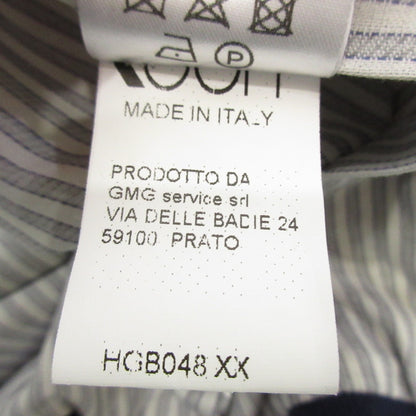 P
MADE IN ITALY
PRODOTTO DA
GMG service srl
VIA DELLE BADIE 24
59100 PRATO
HGB048 XX